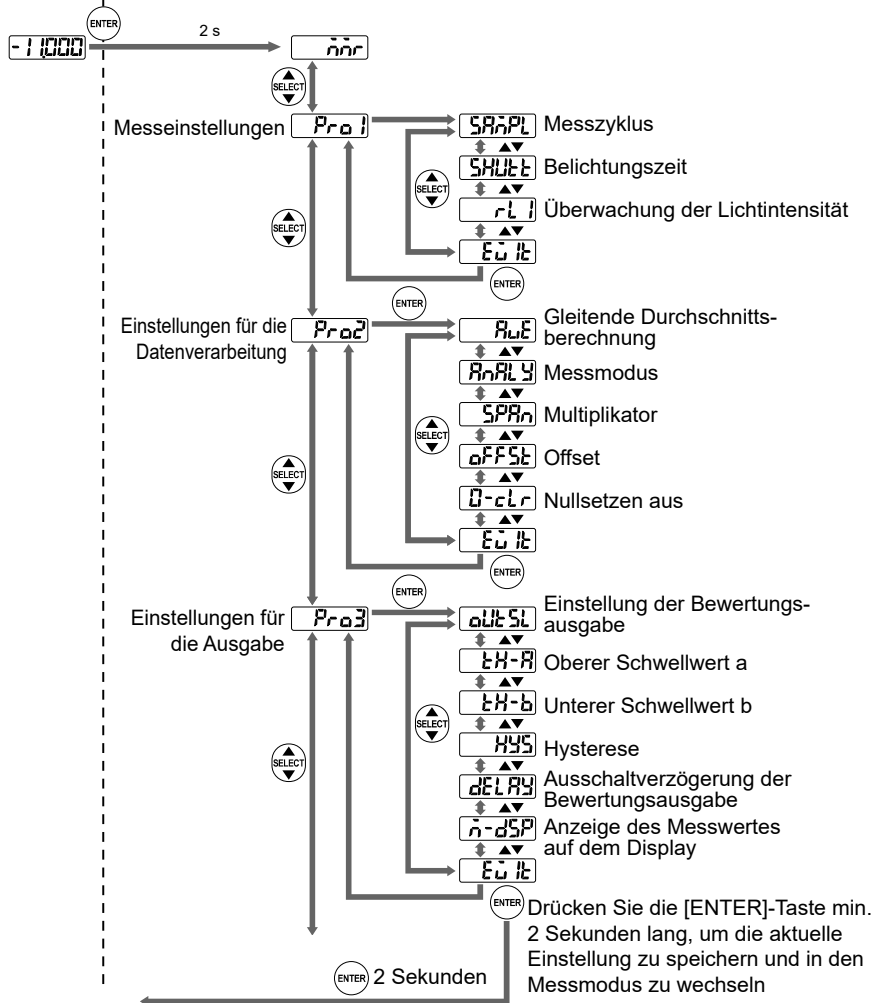 ENTER
-11.000
2 s
m̄m̄r
SELECT
Messeinstellungen
Pro1
SAm̄PL
Messzyklus
SHUtt
Belichtungszeit
SELECT
rL1
Überwachung der Lichtintensität
SELECT
Eūit
ENTER
ENTER
Einstellungen für die
Datenverarbeitung
Pro2
AuE
Gleitende Durchschnitts-
berechnung
AnALY
Messmodus
SPAn
Multiplikator
SELECT
oFFSt
Offset
SELECT
0-clr
Nullsetzen aus
Eūit
ENTER
ENTER
Einstellungen für
die Ausgabe
Pro3
oUtSL
Einstellung der Bewertungs-
ausgabe
tH-A
Oberer Schwellwert a
tH-b
Unterer Schwellwert b
SELECT
HYS
Hysterese
SELECT
dELAY
Ausschaltverzögerung der
Bewertungsausgabe
m̄-dSP
Anzeige des Messwertes
auf dem Display
Eūit
ENTER
Drücken Sie die [ENTER]-Taste min.
2 Sekunden lang, um die aktuelle
Einstellung zu speichern und in den
Messmodus zu wechseln
ENTER 2 Sekunden